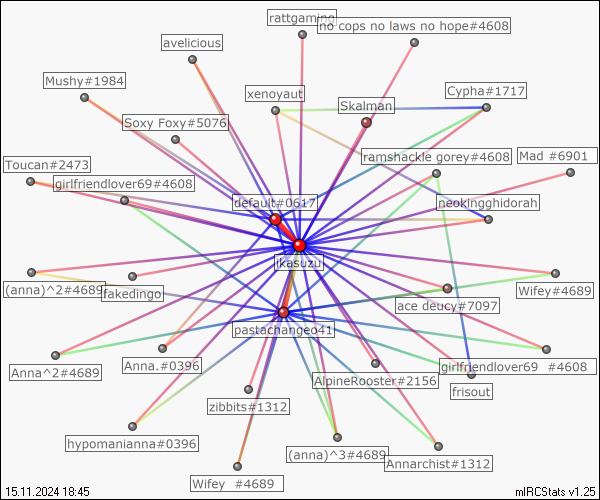 rattgaming
no cops no laws no hope#4608
avelicious
Mushy#1984
xenoyaut
Cypha#1717
Skalman
Soxy Foxy#5076
ramshackle gorey#4608
Mad #6901
Toucan#2473
girlfriendlover69#4608
default#0617
neokingghidorah
ikasuzu
(anna)^2#4689
fakedingo
Wifey#4689
ace deucy#7097
pastachangeo41
Anna^2#4689
Anna.#0396
girlfriendlover69 #4608
AlpineRooster#2156
frisout
zibbits#1312
hypomanianna#0396
(anna)^3#4689
Annarchist#1312
Wifey #4689
15.11.2024 18:45
mIRCStats v1.25